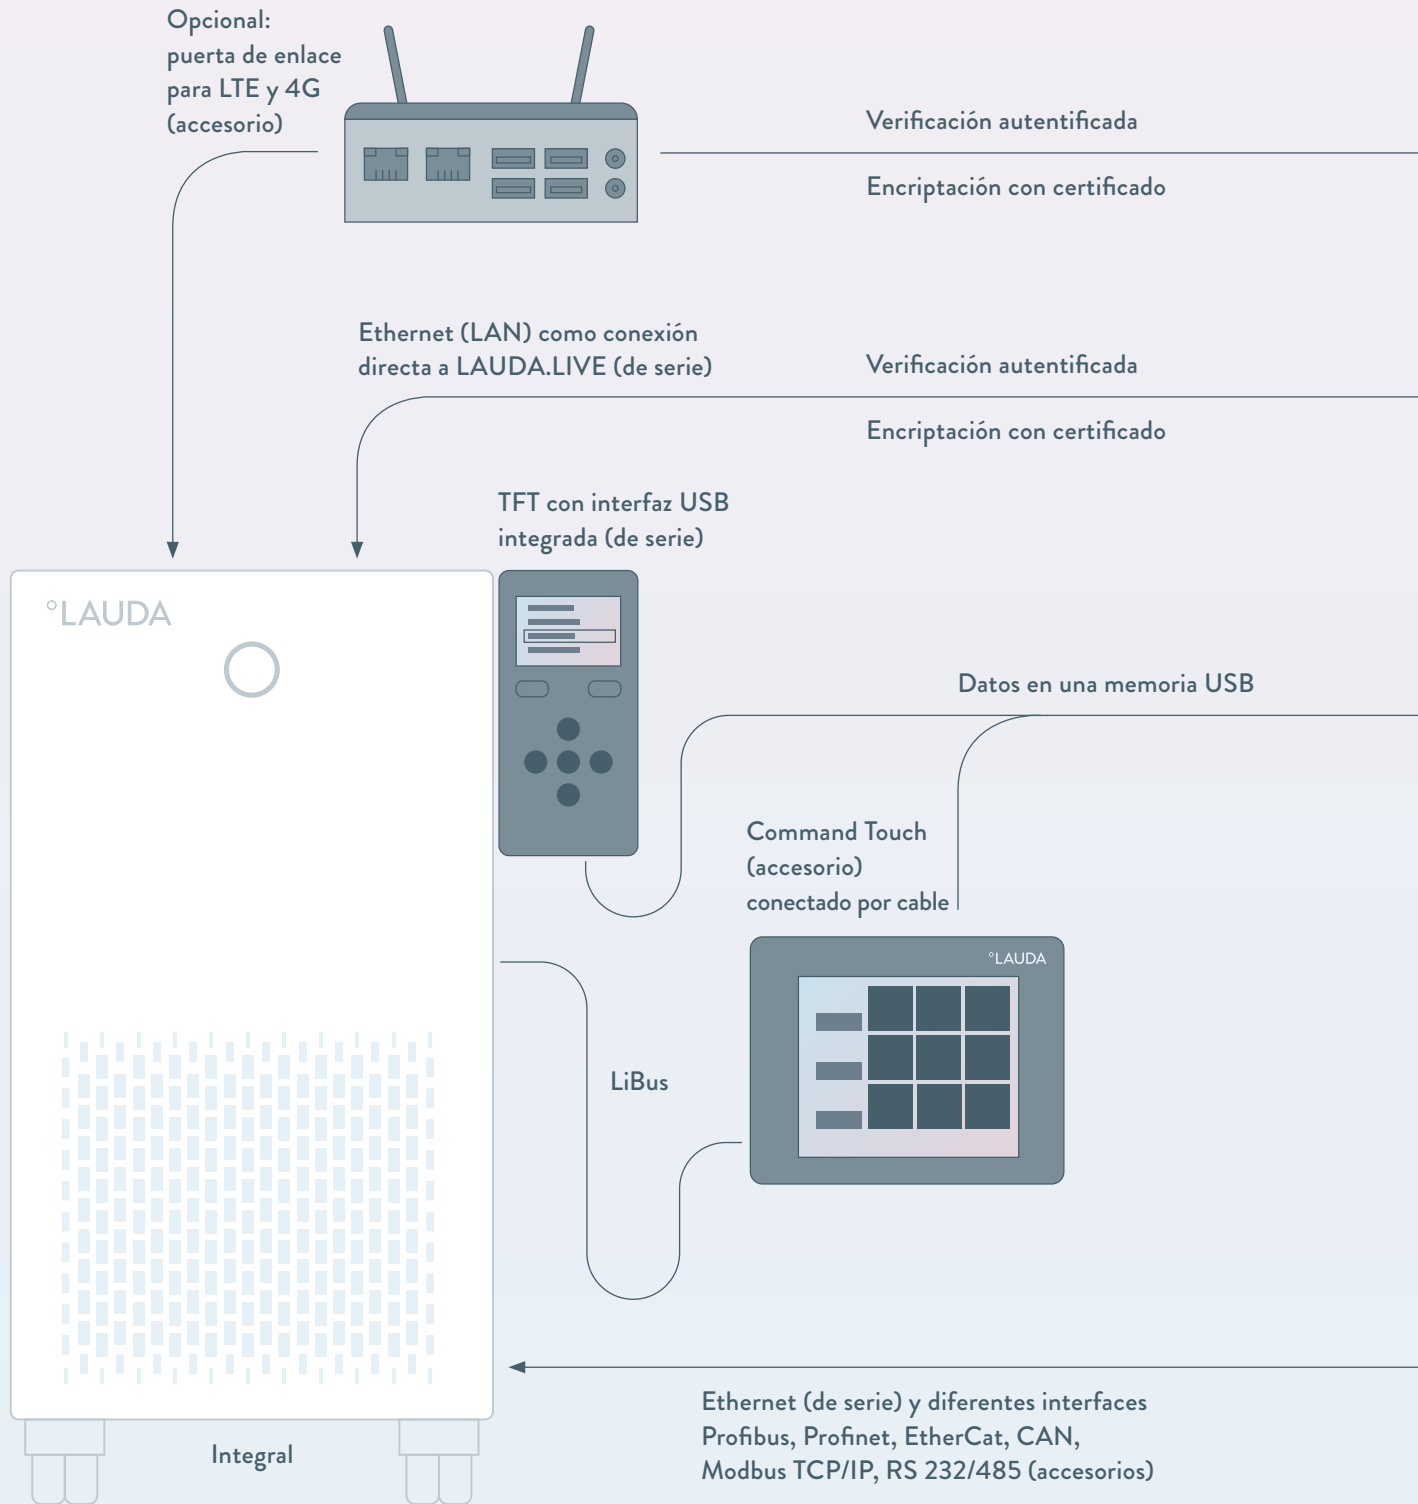 Opcional:
puerta de enlace
para LTE y 4G
(accesorio)
Verificación autentificada
Encriptación con certificado
Ethernet (LAN) como conexión
directa a LAUDA.LIVE (de serie)
Verificación autentificada
Encriptación con certificado
TFT con interfaz USB
integrada (de serie)
°LAUDA
Datos en una memoria USB
Command Touch
(accesorio)
conectado por cable
°LAUDA
LiBus
Ethernet (de serie) y diferentes interfaces
Profibus, Profinet, EtherCat, CAN,
Modbus TCP/IP, RS 232/485 (accesorios)
Integral